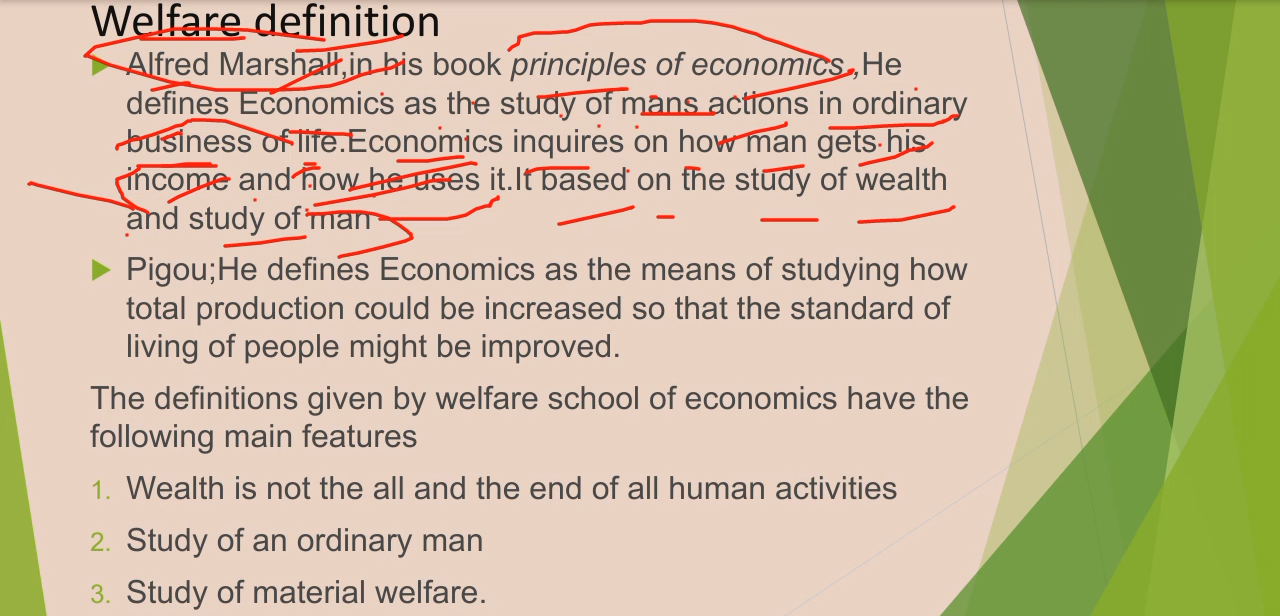 Welfare definition
Alfred Marshall,in his book principles of economics,,He
defines Economics as the study of mans actions in ordinary
business of life.Economics inquires on how man gets his
income and how he uses it.It based on the study of wealth
and study of man
Pigou;He defines Economics as the means of studying how
total production could be increased so that the standard of
living of people might be improved.
The definitions given by welfare school of economics have the
following main features
1. Wealth is not the all and the end of all human activities
2. Study of an ordinary man
3. Study of material welfare.